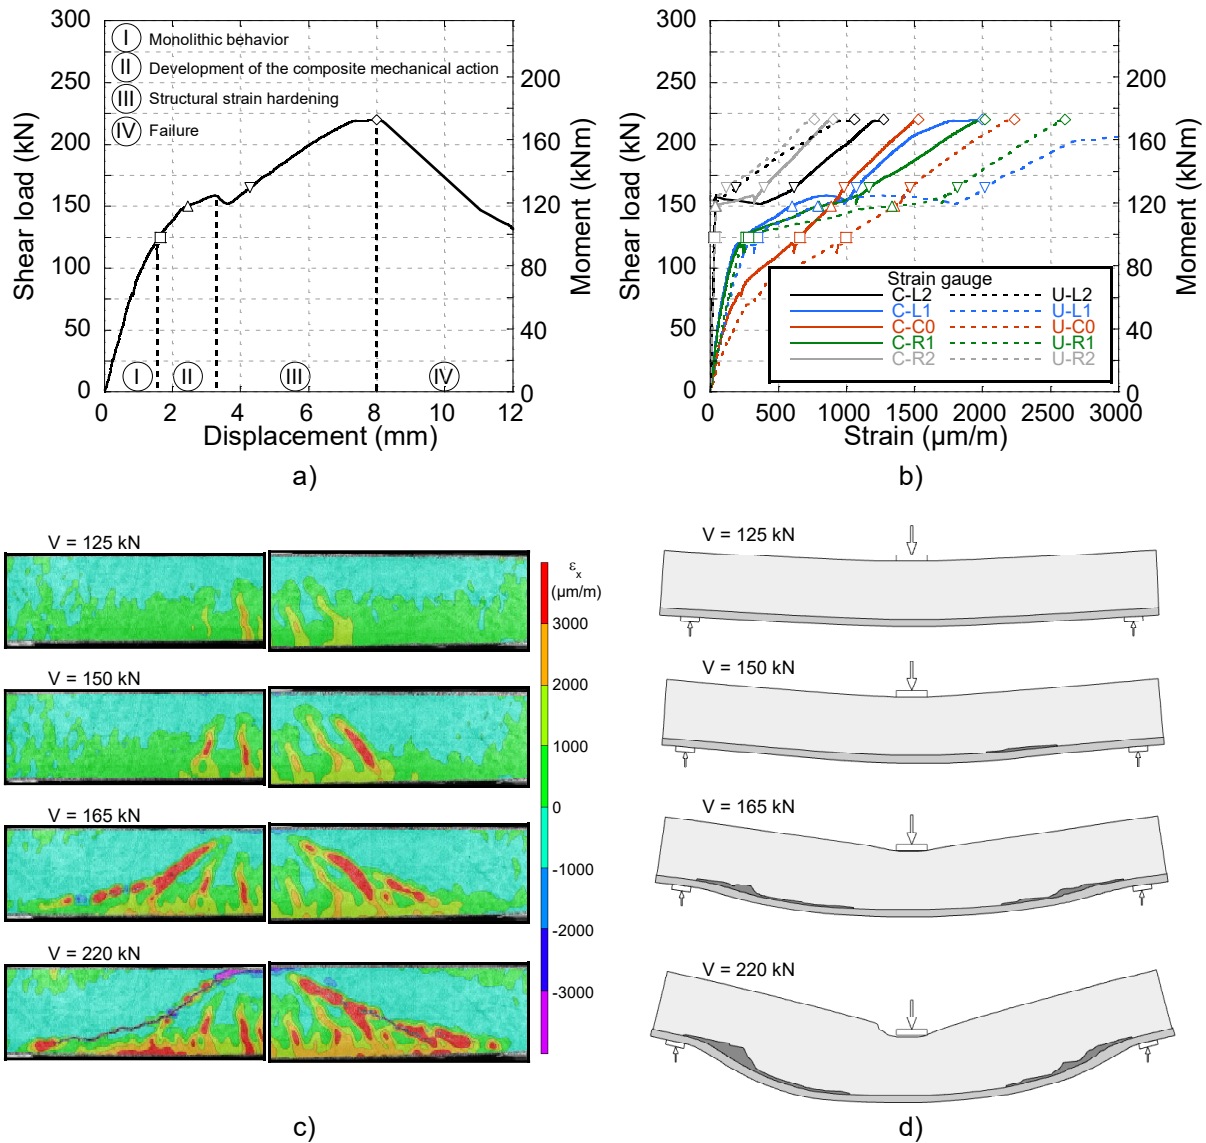 300
250
200
150
100
50
0
Shear load (kN)
I Monolithic behavior
II Development of the composite mechanical action
III Structural strain hardening
IV Failure
I II III IV
200
160
120
80
40
0
Moment (kNm)
0 2 4 6 8 10 12
Displacement (mm)
a)
300
250
200
150
100
50
0
Shear load (kN)
Strain gauge
C-L2 U-L2
C-L1 U-L1
C-C0 U-C0
C-R1 U-R1
C-R2 U-R2
200
160
120
80
40
0
Moment (kNm)
0 500 1000 1500 2000 2500 3000
Strain (µm/m)
b)
V = 125 kN
V = 150 kN
V = 165 kN
V = 220 kN
εx
(µm/m)
3000
2000
1000
0
-1000
-2000
-3000
c)
V = 125 kN
V = 150 kN
V = 165 kN
V = 220 kN
d)